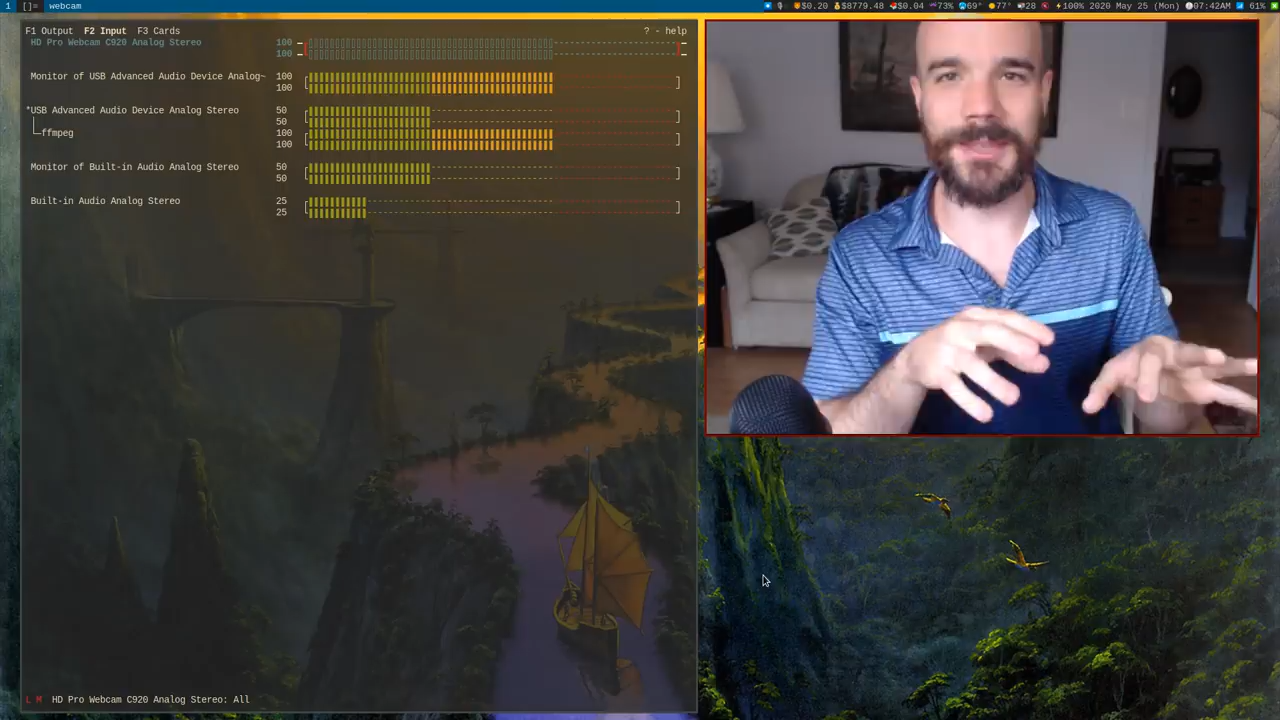 1 []= webcam $0.20 $8779.48 $0.04 73% 69° 77° 28 100% 2020 May 25 (Mon) 07:42AM 61%
F1 Output F2 Input F3 Cards ? - help
HD Pro Webcam C920 Analog Stereo 100
100
Monitor of USB Advanced Audio Device Analog~ 100
100
*USB Advanced Audio Device Analog Stereo 50
50
ffmpeg 100
100
Monitor of Built-in Audio Analog Stereo 50
50
Built-in Audio Analog Stereo 25
25
L M HD Pro Webcam C920 Analog Stereo: All